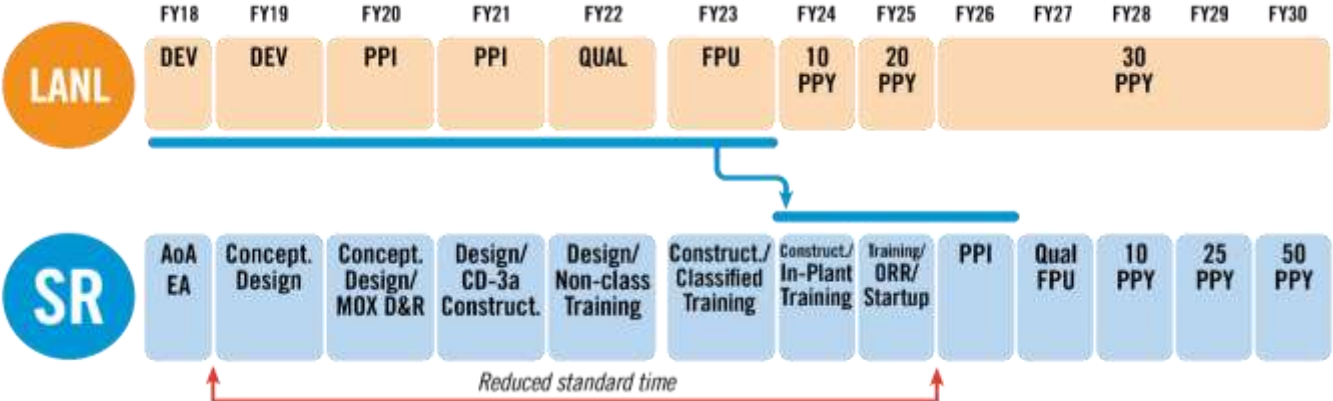 FY18 FY19 FY20 FY21 FY22 FY23 FY24 FY25 FY26 FY27 FY28 FY29 FY30
LANL
DEV
DEV
PPI
PPI
QUAL
FPU
10
PPY
20
PPY
30
PPY
SR
AoA
EA
Concept.
Design
Concept.
Design/
MOX D&R
Design/
CD-3a
Construct.
Design/
Non-class
Training
Construct./
Classified
Training
Construct./
In-Plant
Training
Training/
ORR/
Startup
PPI
Qual
FPU
10
PPY
25
PPY
50
PPY
Reduced standard time